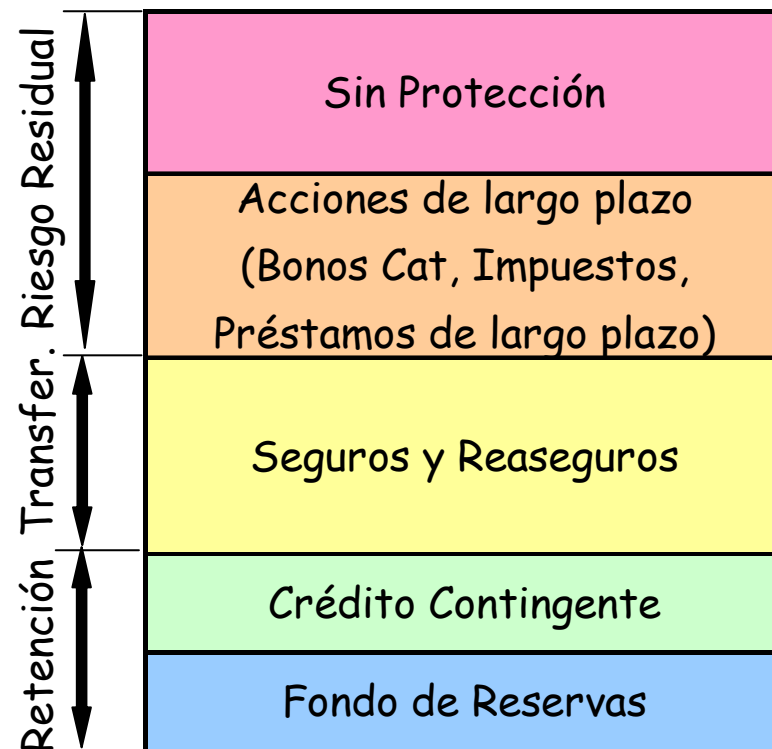 Riesgo Residual
Sin Protección
Acciones de largo plazo
(Bonos Cat, Impuestos,
Préstamos de largo plazo)
Transfer.
Seguros y Reaseguros
Retención
Crédito Contingente
Fondo de Reservas